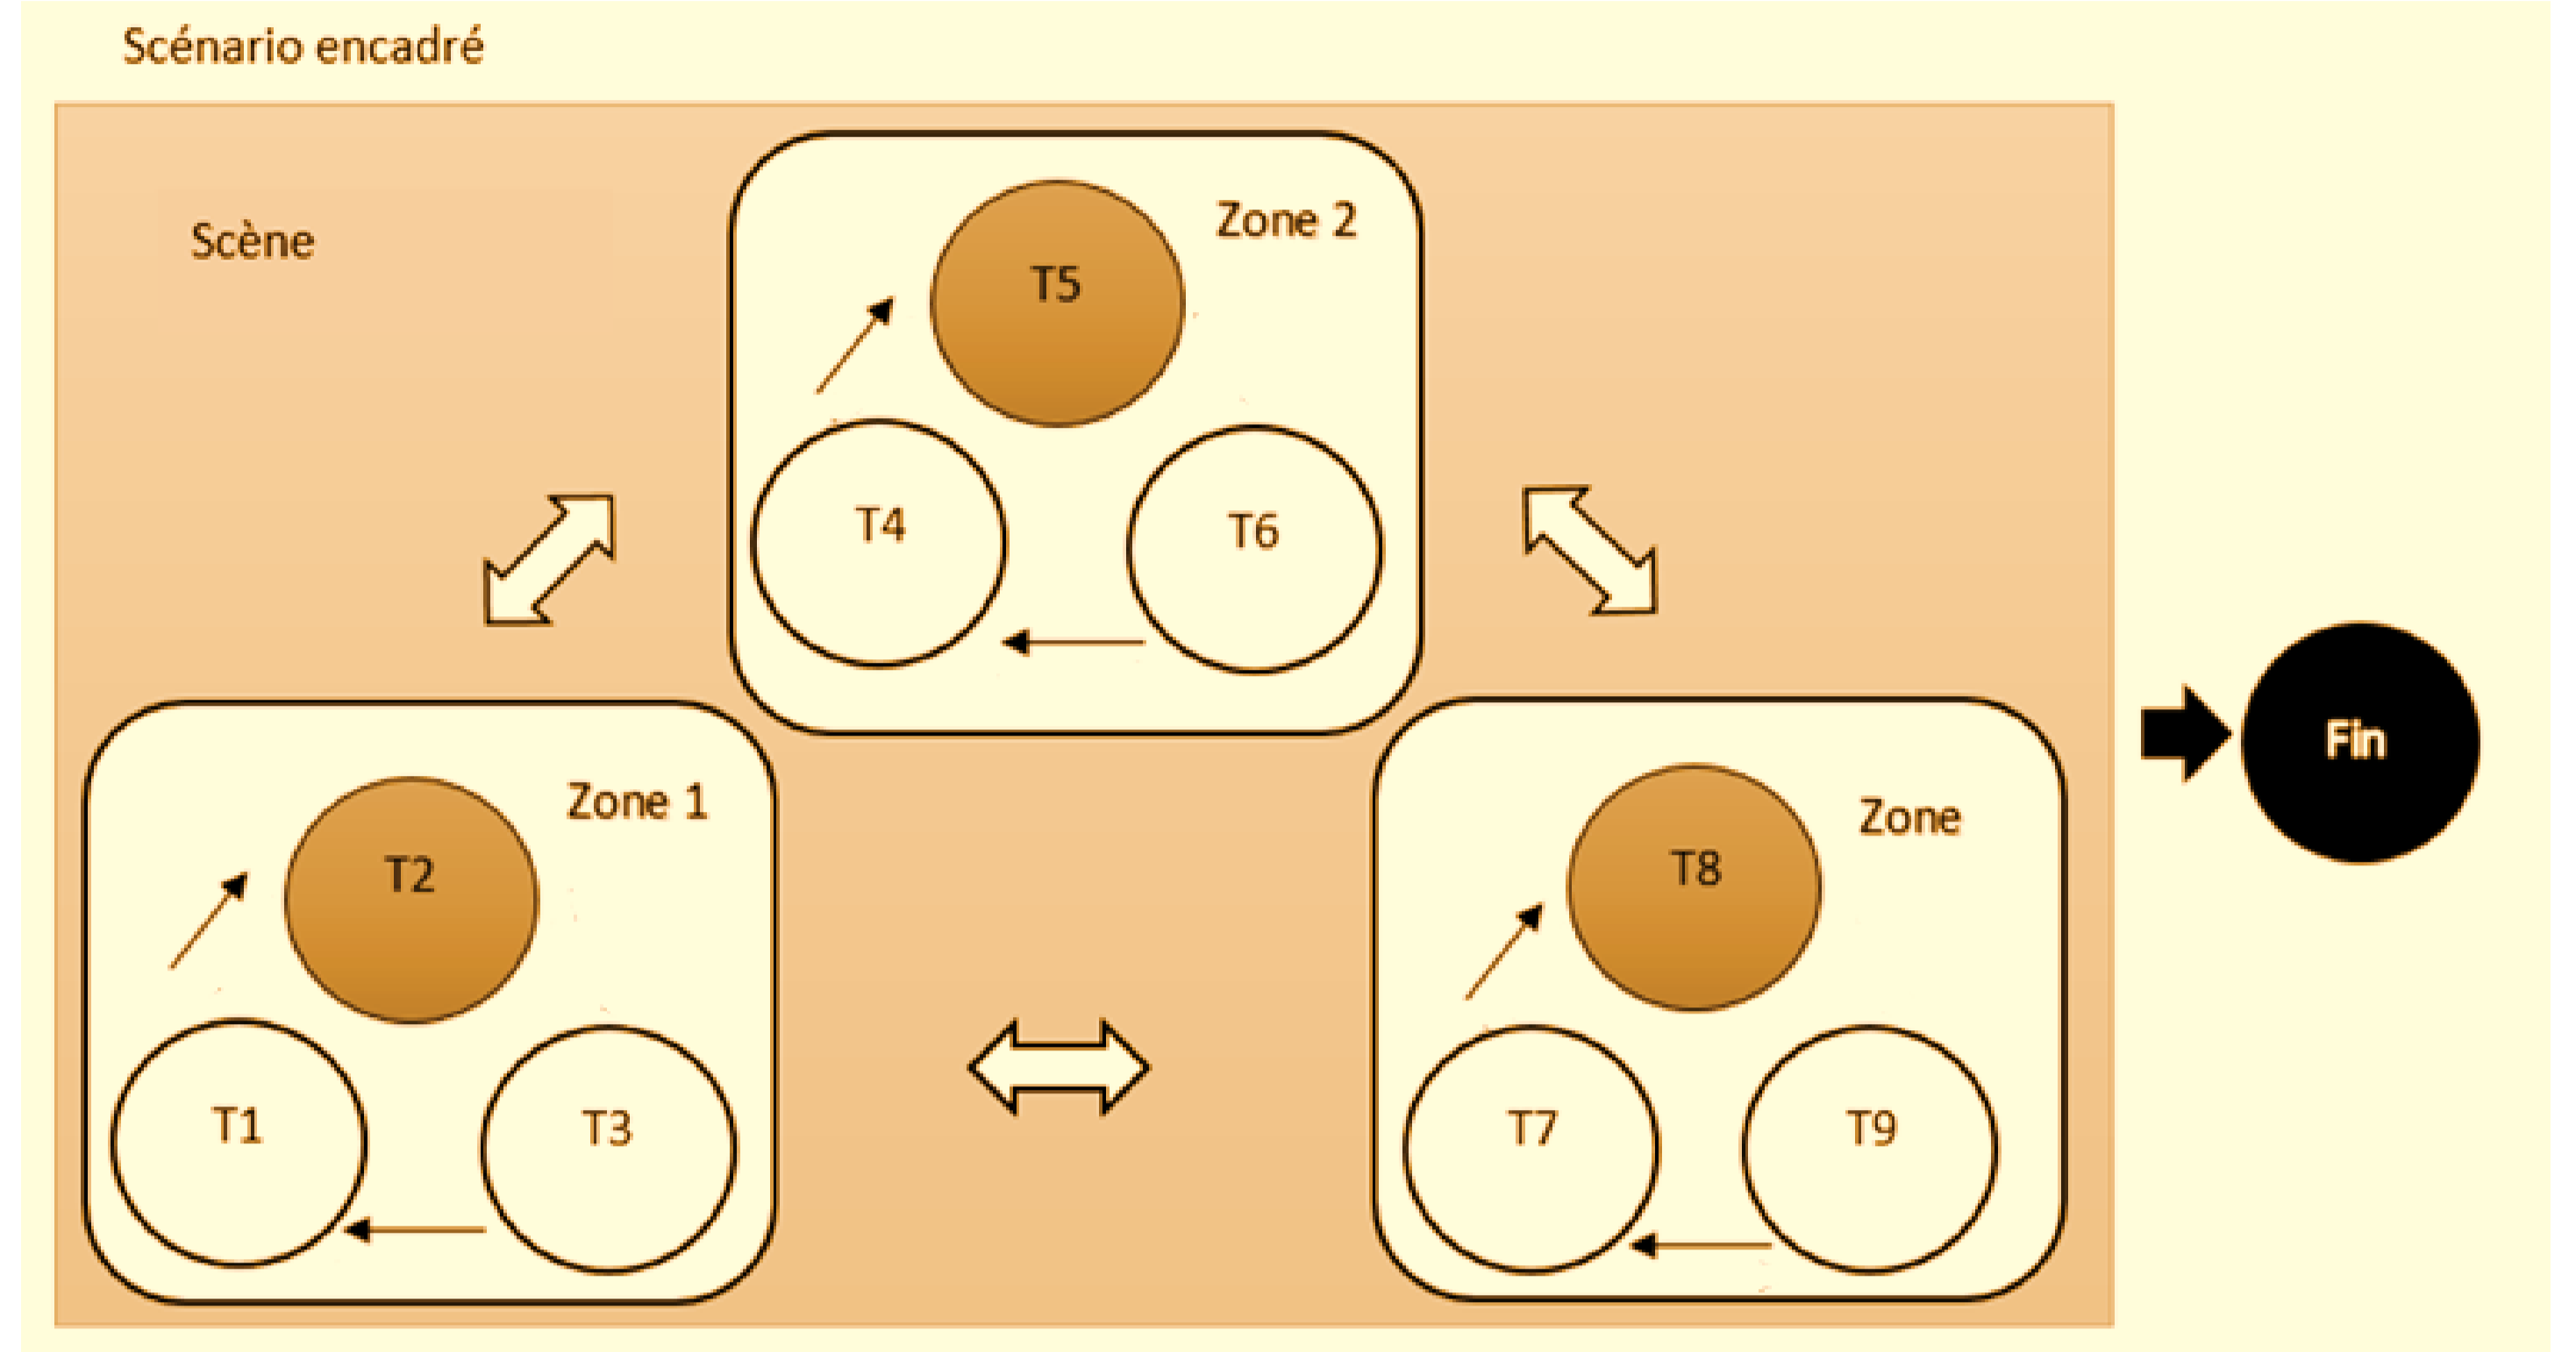 Scénario encadré
Scène
Zone 2
T5
T4
T6
Zone 1
T2
T1
T3
Zone
T8
T7
T9
Fin